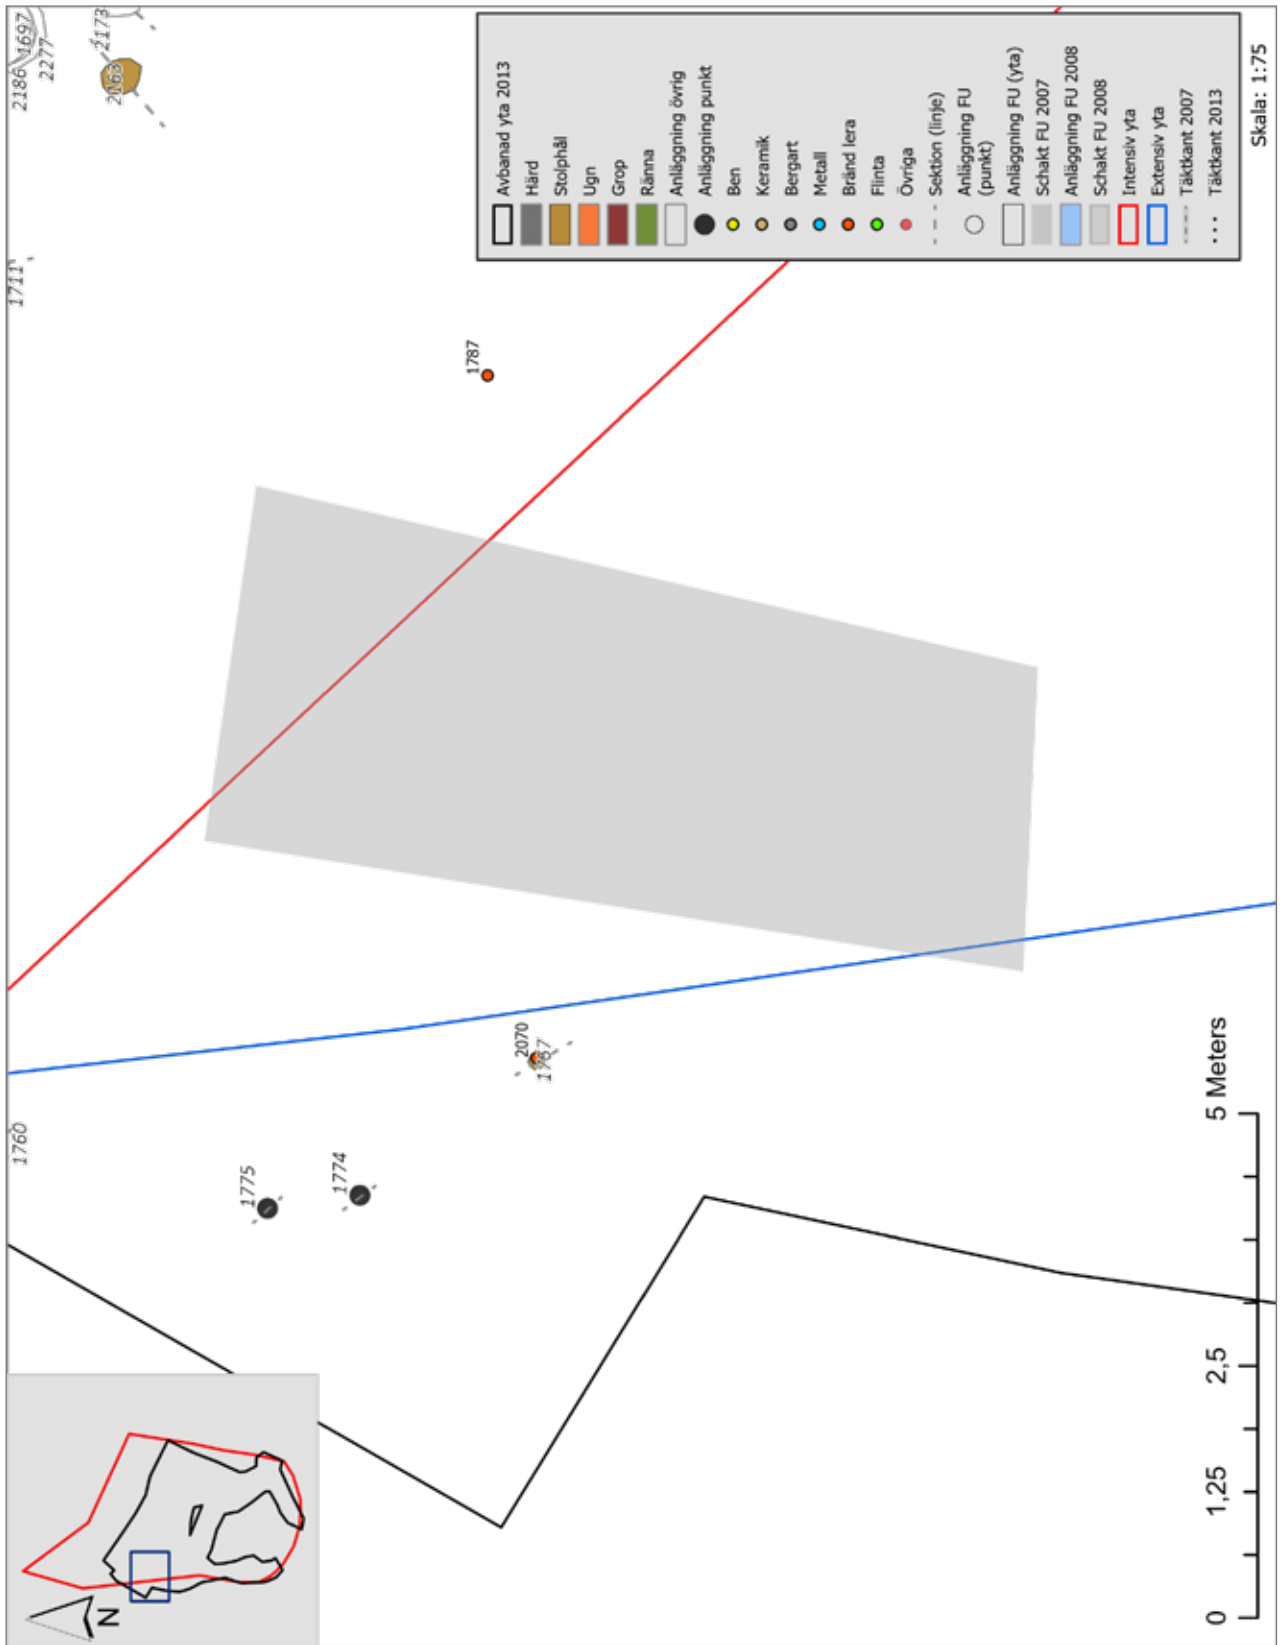 2186
1697
2277
2173
2163
1711
1787
2070
1767
1760
1775
1774
Avbanad yta 2013
Härd
Stolphål
Ugn
Grop
Ränna
Anläggning övrig
Anläggning punkt
Ben
Keramik
Bergart
Metall
Bränd lera
Flinta
Övriga
Sektion (linje)
Anläggning FU
(punkt)
Anläggning FU (yta)
Schakt FU 2007
Anläggning FU 2008
Schakt FU 2008
Intensiv yta
Extensiv yta
Täktkant 2007
Täktkant 2013
Skala: 1:75
N
0 1,25 2,5 5 Meters